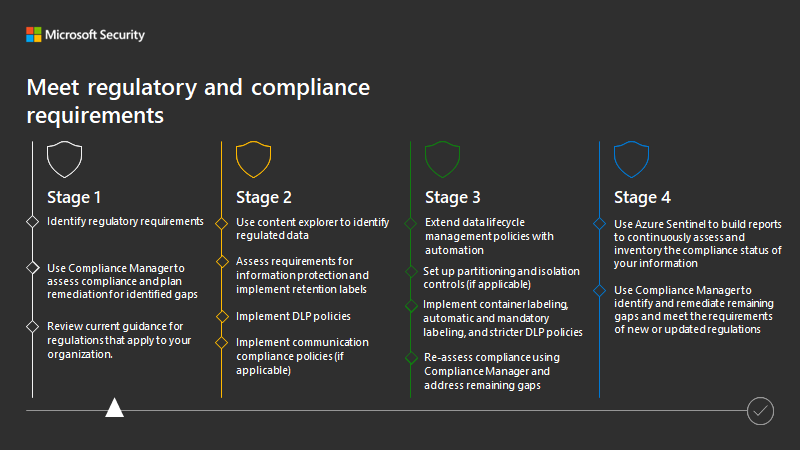 Microsoft Security
Meet regulatory and compliance
requirements
Stage 1
Identify regulatory requirements
Use Compliance Manager to
assess compliance and plan
remediation for identified gaps
Review current guidance for
regulations that apply to your
organization.
Stage 2
Use content explorer to identify
regulated data
Assess requirements for
information protection and
implement retention labels
Implement DLP policies
Implement communication
compliance policies (if
applicable)
Stage 3
Extend data lifecycle
management policies with
automation
Set up partitioning and isolation
controls (if applicable)
Implement container labeling,
automatic and mandatory
labeling, and stricter DLP policies
Re-assess compliance using
Compliance Manager and
address remaining gaps
Stage 4
Use Azure Sentinel to build reports
to continuously assess and
inventory the compliance status of
your information
Use Compliance Manager to
identify and remediate remaining
gaps and meet the requirements
of new or updated regulations